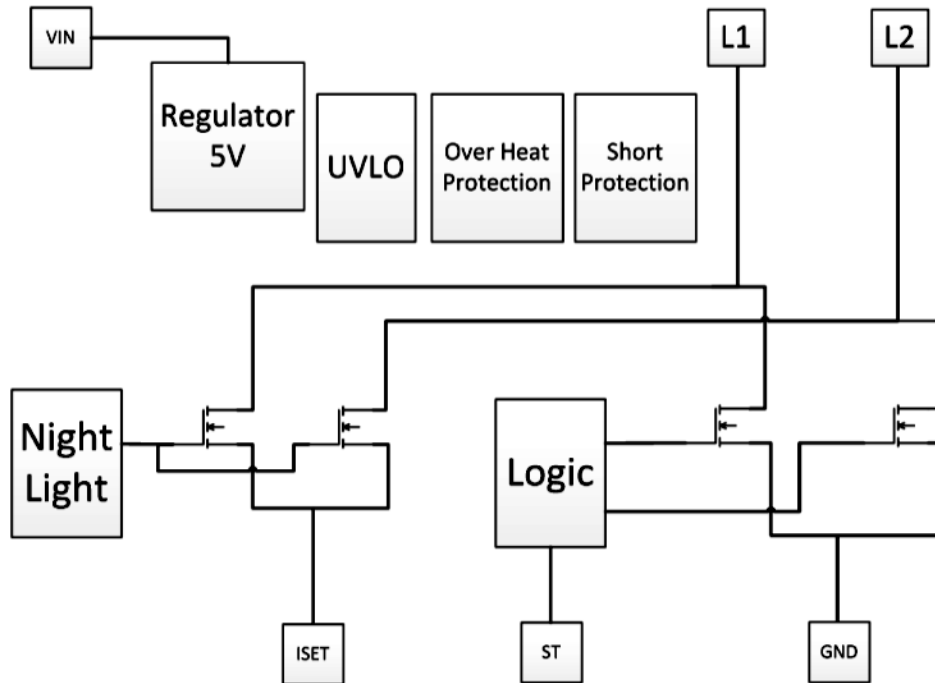 VIN
L1
L2
Regulator
5V
UVLO
Over Heat
Protection
Short
Protection
Night
Light
Logic
ISET
ST
GND